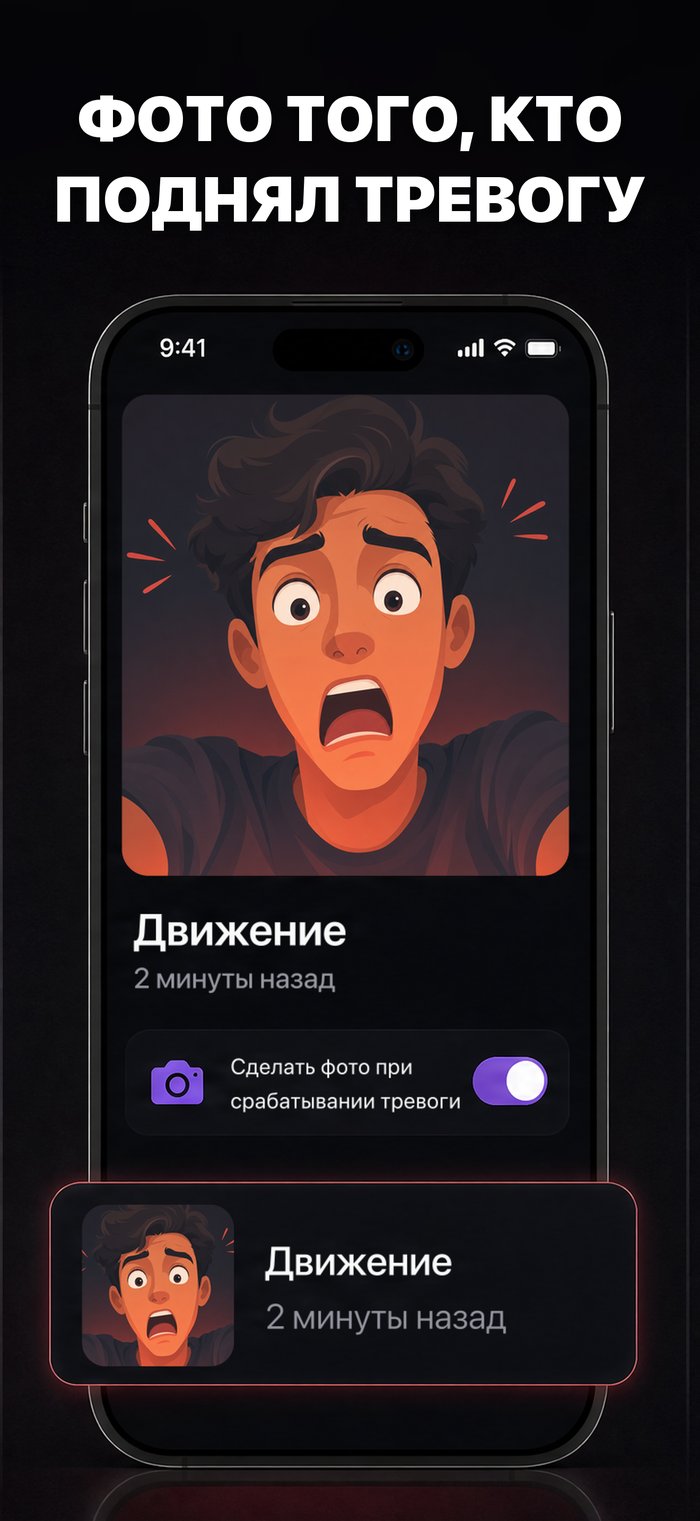 ФОТО ТОГО, КТО
ПОДНЯЛ ТРЕВОГУ
9:41
Движение
2 минуты назад
Сделать фото при
срабатывании тревоги
Движение
2 минуты назад